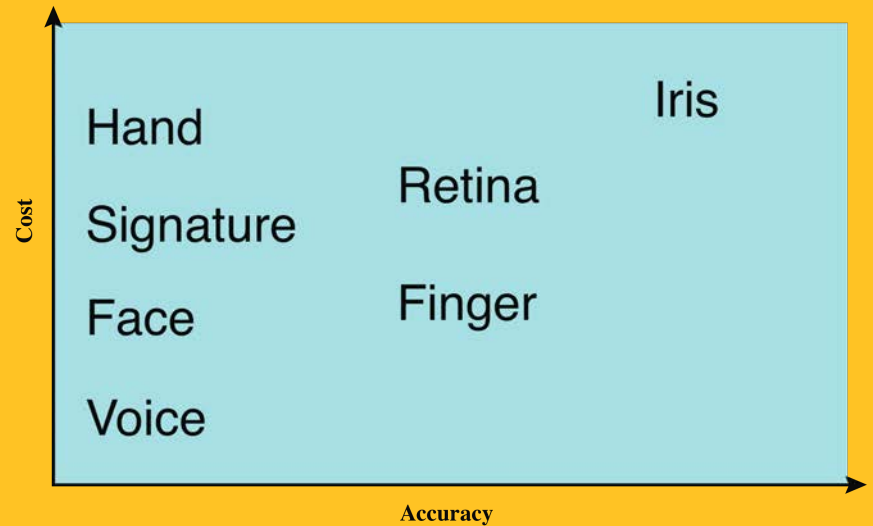 Cost
Iris
Hand
Retina
Signature
Finger
Face
Voice
Accuracy